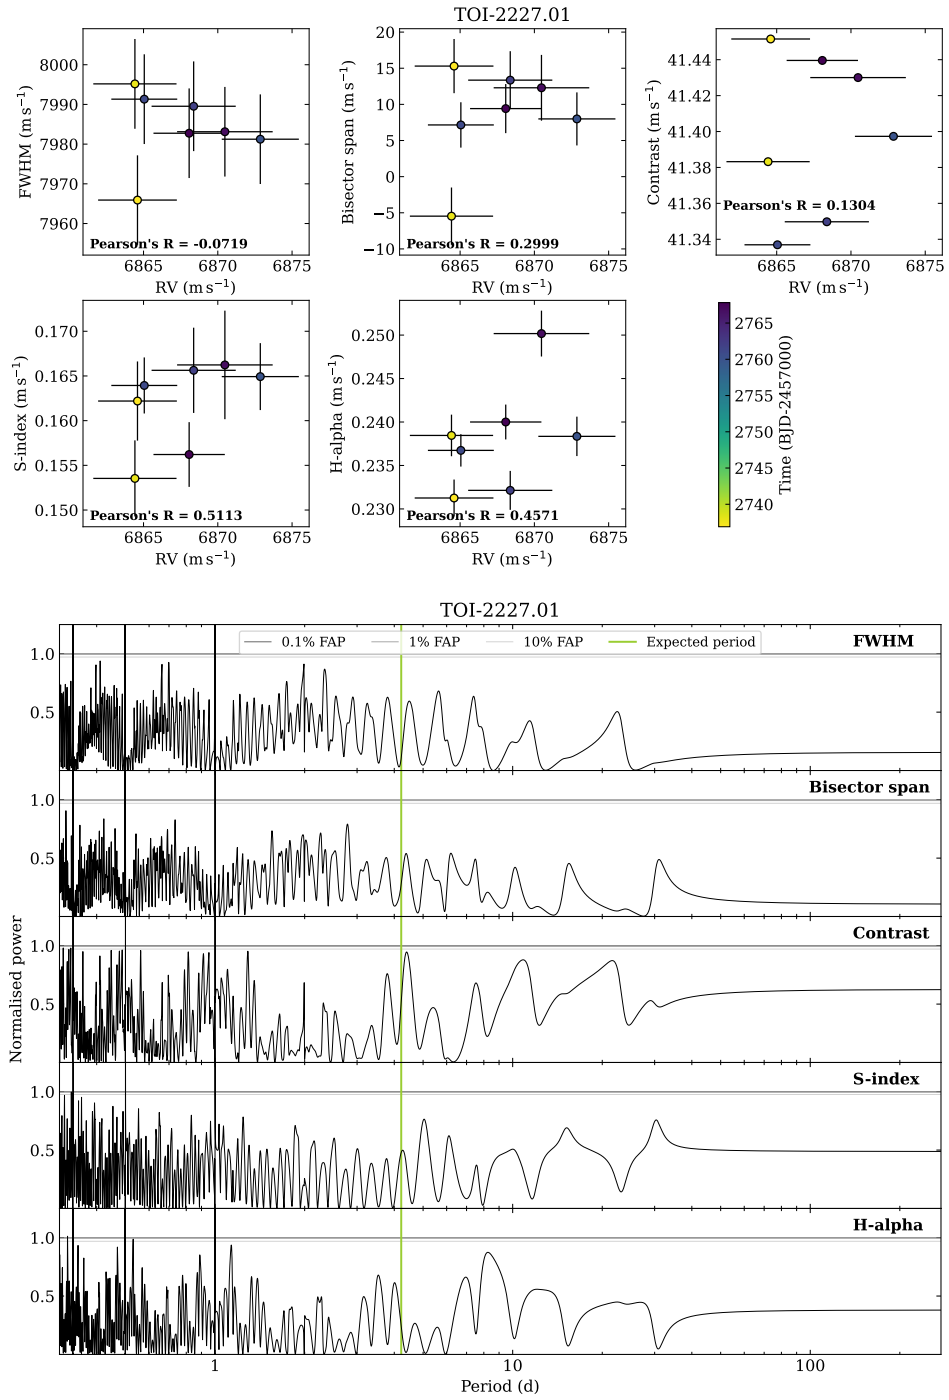 TOI-2227.01
FWHM (m s⁻¹)
8000
7990
7980
7970
7960
Pearson's R = -0.0719
6865 6870 6875
RV (m s⁻¹)
Bisector span (m s⁻¹)
20
15
10
5
0
−5
−10
Pearson's R = 0.2999
6865 6870 6875
RV (m s⁻¹)
Contrast (m s⁻¹)
41.44
41.42
41.40
41.38
41.36
41.34
Pearson's R = 0.1304
6865 6870 6875
RV (m s⁻¹)
S-index (m s⁻¹)
0.170
0.165
0.160
0.155
0.150
Pearson's R = 0.5113
6865 6870 6875
RV (m s⁻¹)
H-alpha (m s⁻¹)
0.250
0.245
0.240
0.235
0.230
Pearson's R = 0.4571
6865 6870 6875
RV (m s⁻¹)
2765
2760
2755
2750
2745
2740
Time (BJD-2457000)
TOI-2227.01
0.1% FAP 1% FAP 10% FAP Expected period
FWHM
1.0
0.5
Bisector span
1.0
0.5
Contrast
1.0
0.5
S-index
1.0
0.5
H-alpha
1.0
0.5
Normalised power
1 10 100
Period (d)